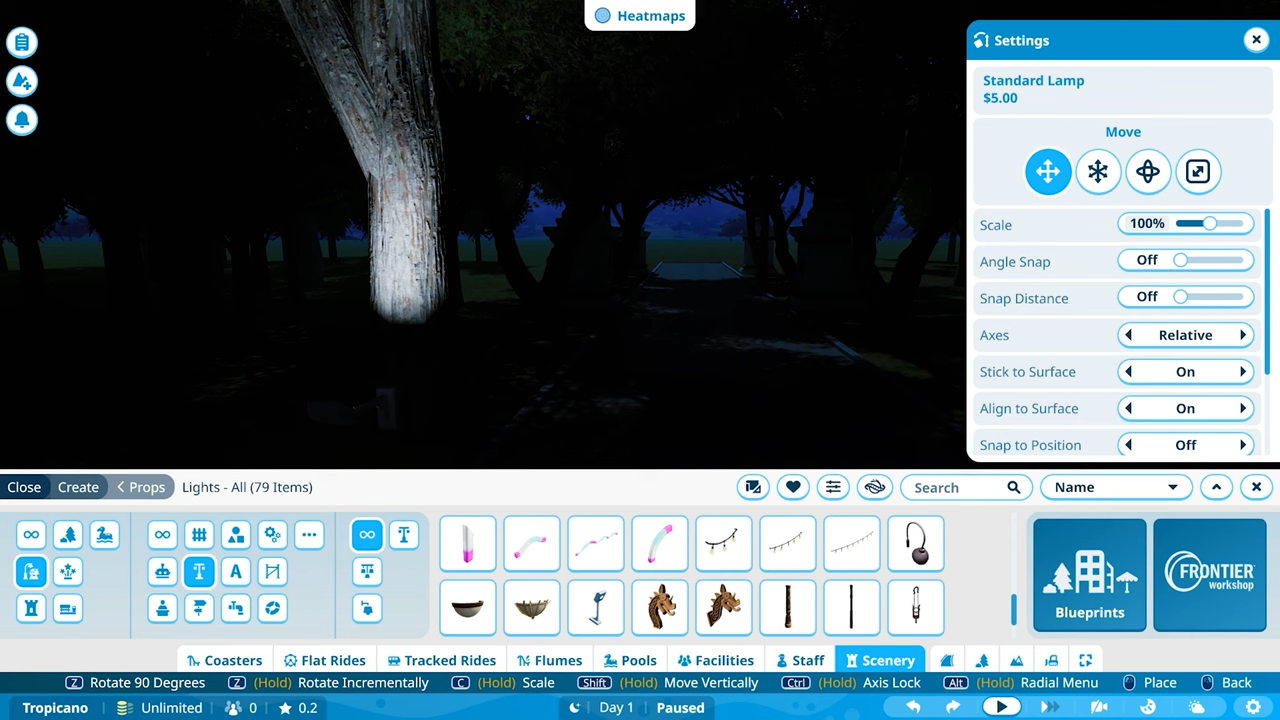 Heatmaps
Settings
Standard Lamp
$5.00
Move
Scale 100%
Angle Snap Off
Snap Distance Off
Axes Relative
Stick to Surface On
Align to Surface On
Snap to Position Off
Close Create Props Lights - All (79 Items) Search Name
Blueprints
FRONTIER workshop
Coasters Flat Rides Tracked Rides Flumes Pools Facilities Staff Scenery
Z Rotate 90 Degrees Z (Hold) Rotate Incrementally C (Hold) Scale Shift (Hold) Move Vertically Ctrl (Hold) Axis Lock Alt (Hold) Radial Menu Place Back
Tropicano Unlimited 0 0.2 Day 1 Paused